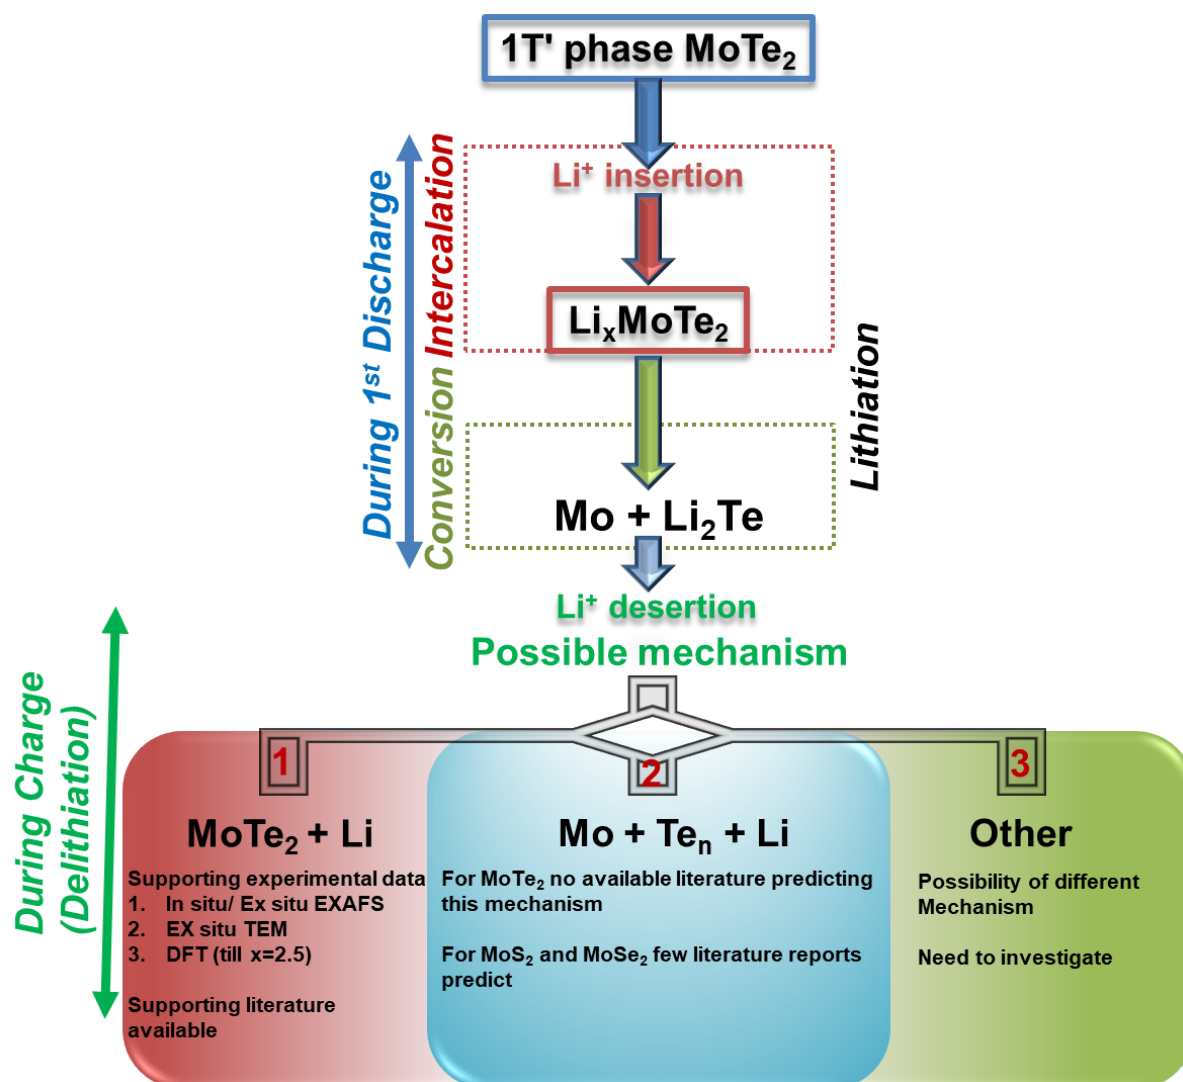 1T' phase MoTe₂
During 1ˢᵗ Discharge
Intercalation
Conversion
Li⁺ insertion
LiₓMoTe₂
Lithiation
Mo + Li₂Te
Li⁺ desertion
Possible mechanism
During Charge
(Delithiation)
1
2
3
MoTe₂ + Li
Supporting experimental data
1. In situ/ Ex situ EXAFS
2. EX situ TEM
3. DFT (till x=2.5)
Supporting literature
available
Mo + Teₙ + Li
For MoTe₂ no available literature predicting
this mechanism
For MoS₂ and MoSe₂ few literature reports
predict
Other
Possibility of different
Mechanism
Need to investigate